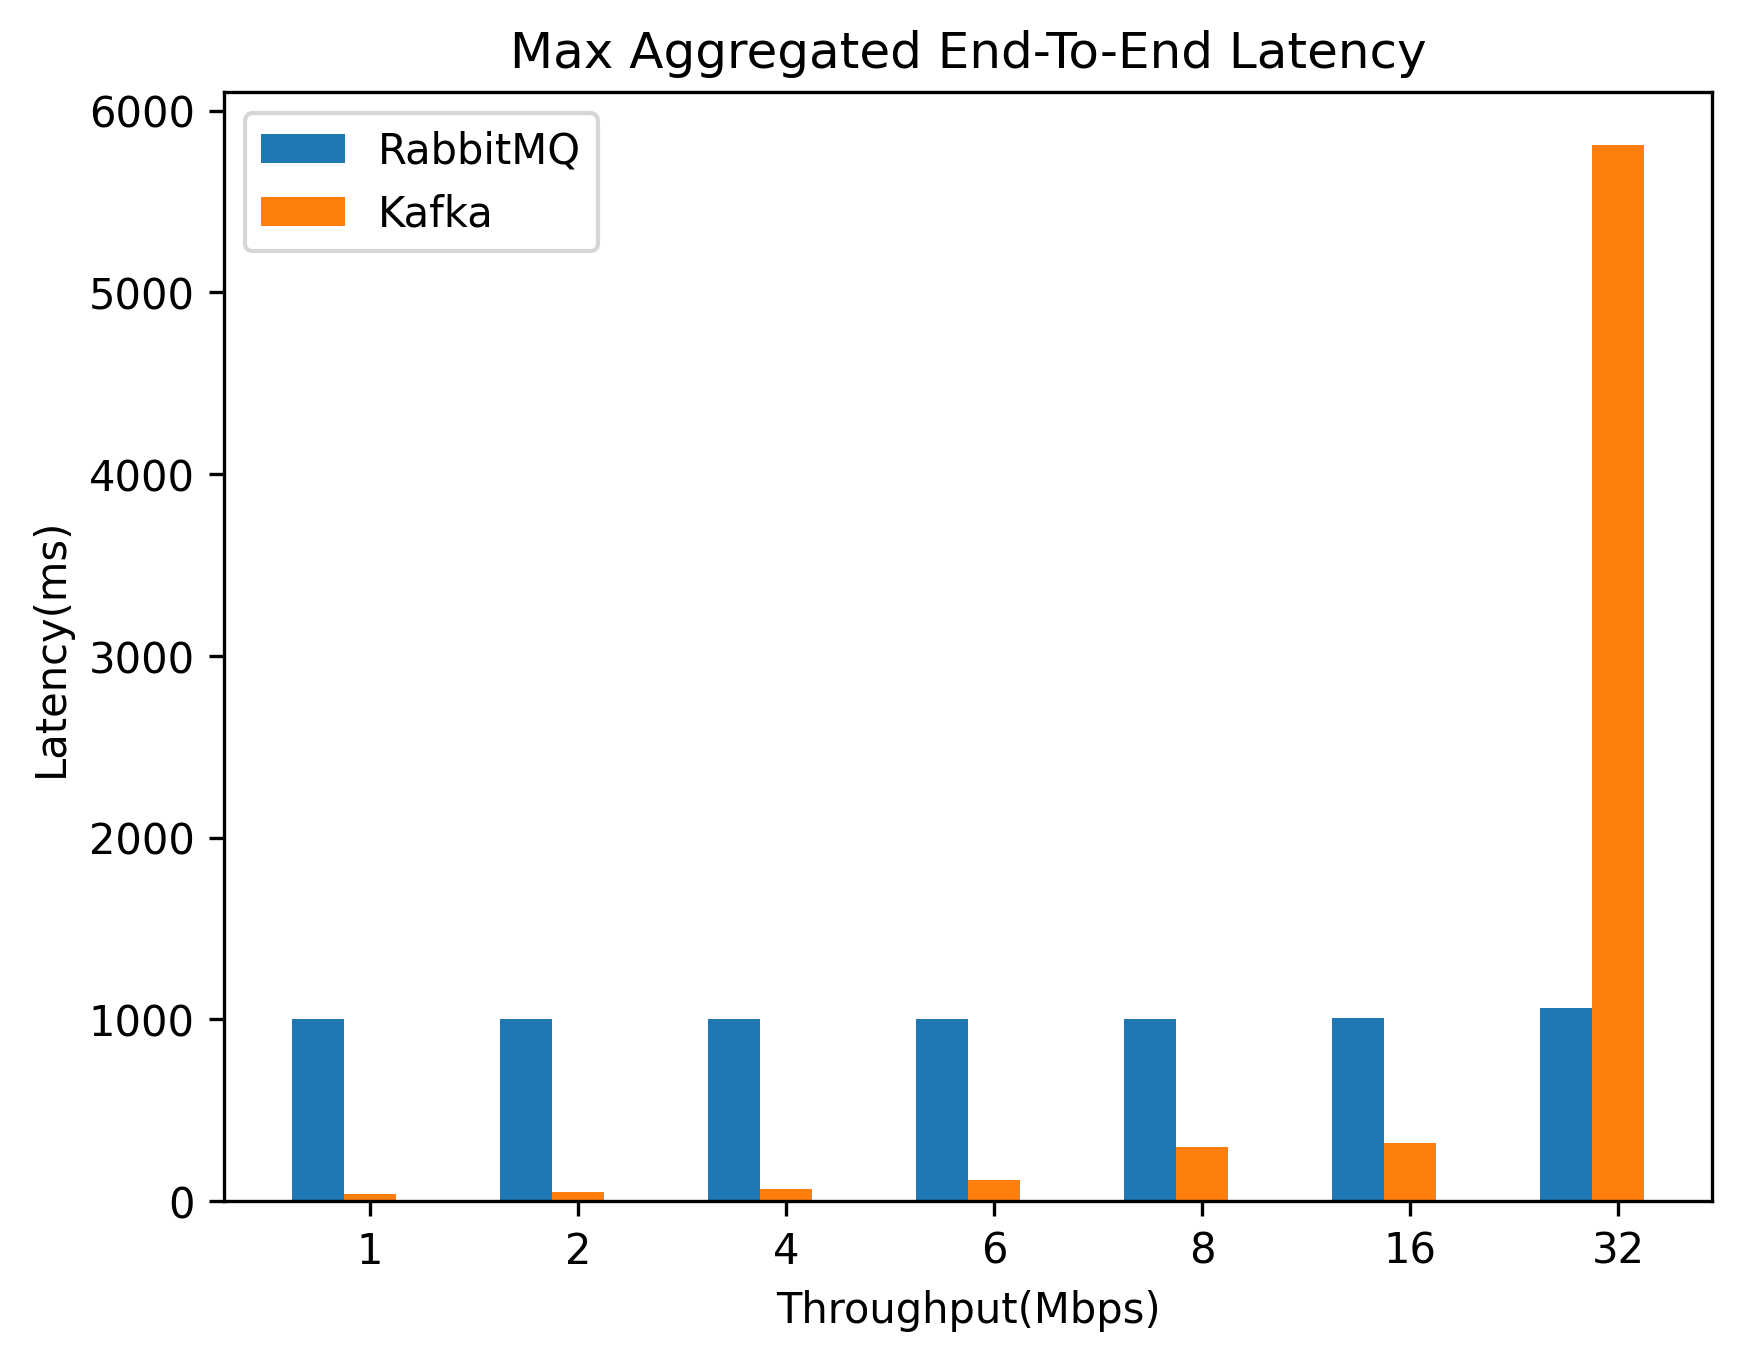 Max Aggregated End-To-End Latency
RabbitMQ
Kafka
6000
5000
4000
3000
2000
1000
0
Latency(ms)
1 2 4 6 8 16 32
Throughput(Mbps)